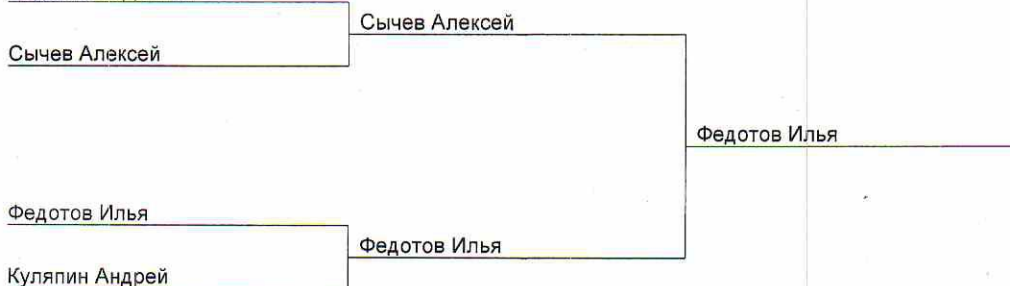 Сычев Алексей
Сычев Алексей
Федотов Илья
Федотов Илья
Федотов Илья
Куляпин Андрей